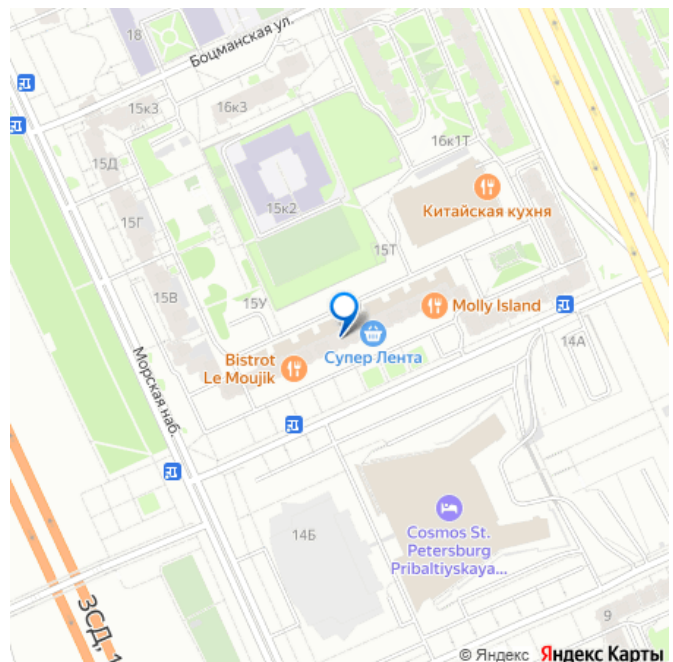 18
Боцманская ул.
15к3
16к3
16к1Т
15Д
Китайская кухня
15Г
15к2
15Т
15В
15У
Molly Island
Супер Лента
14А
Bistrot
Le Moujik
Морская наб.
14Б
Cosmos St.
Petersburg
Pribaltiyskaya...
ЗСД, 1
9
© Яндекс Яндекс Карты